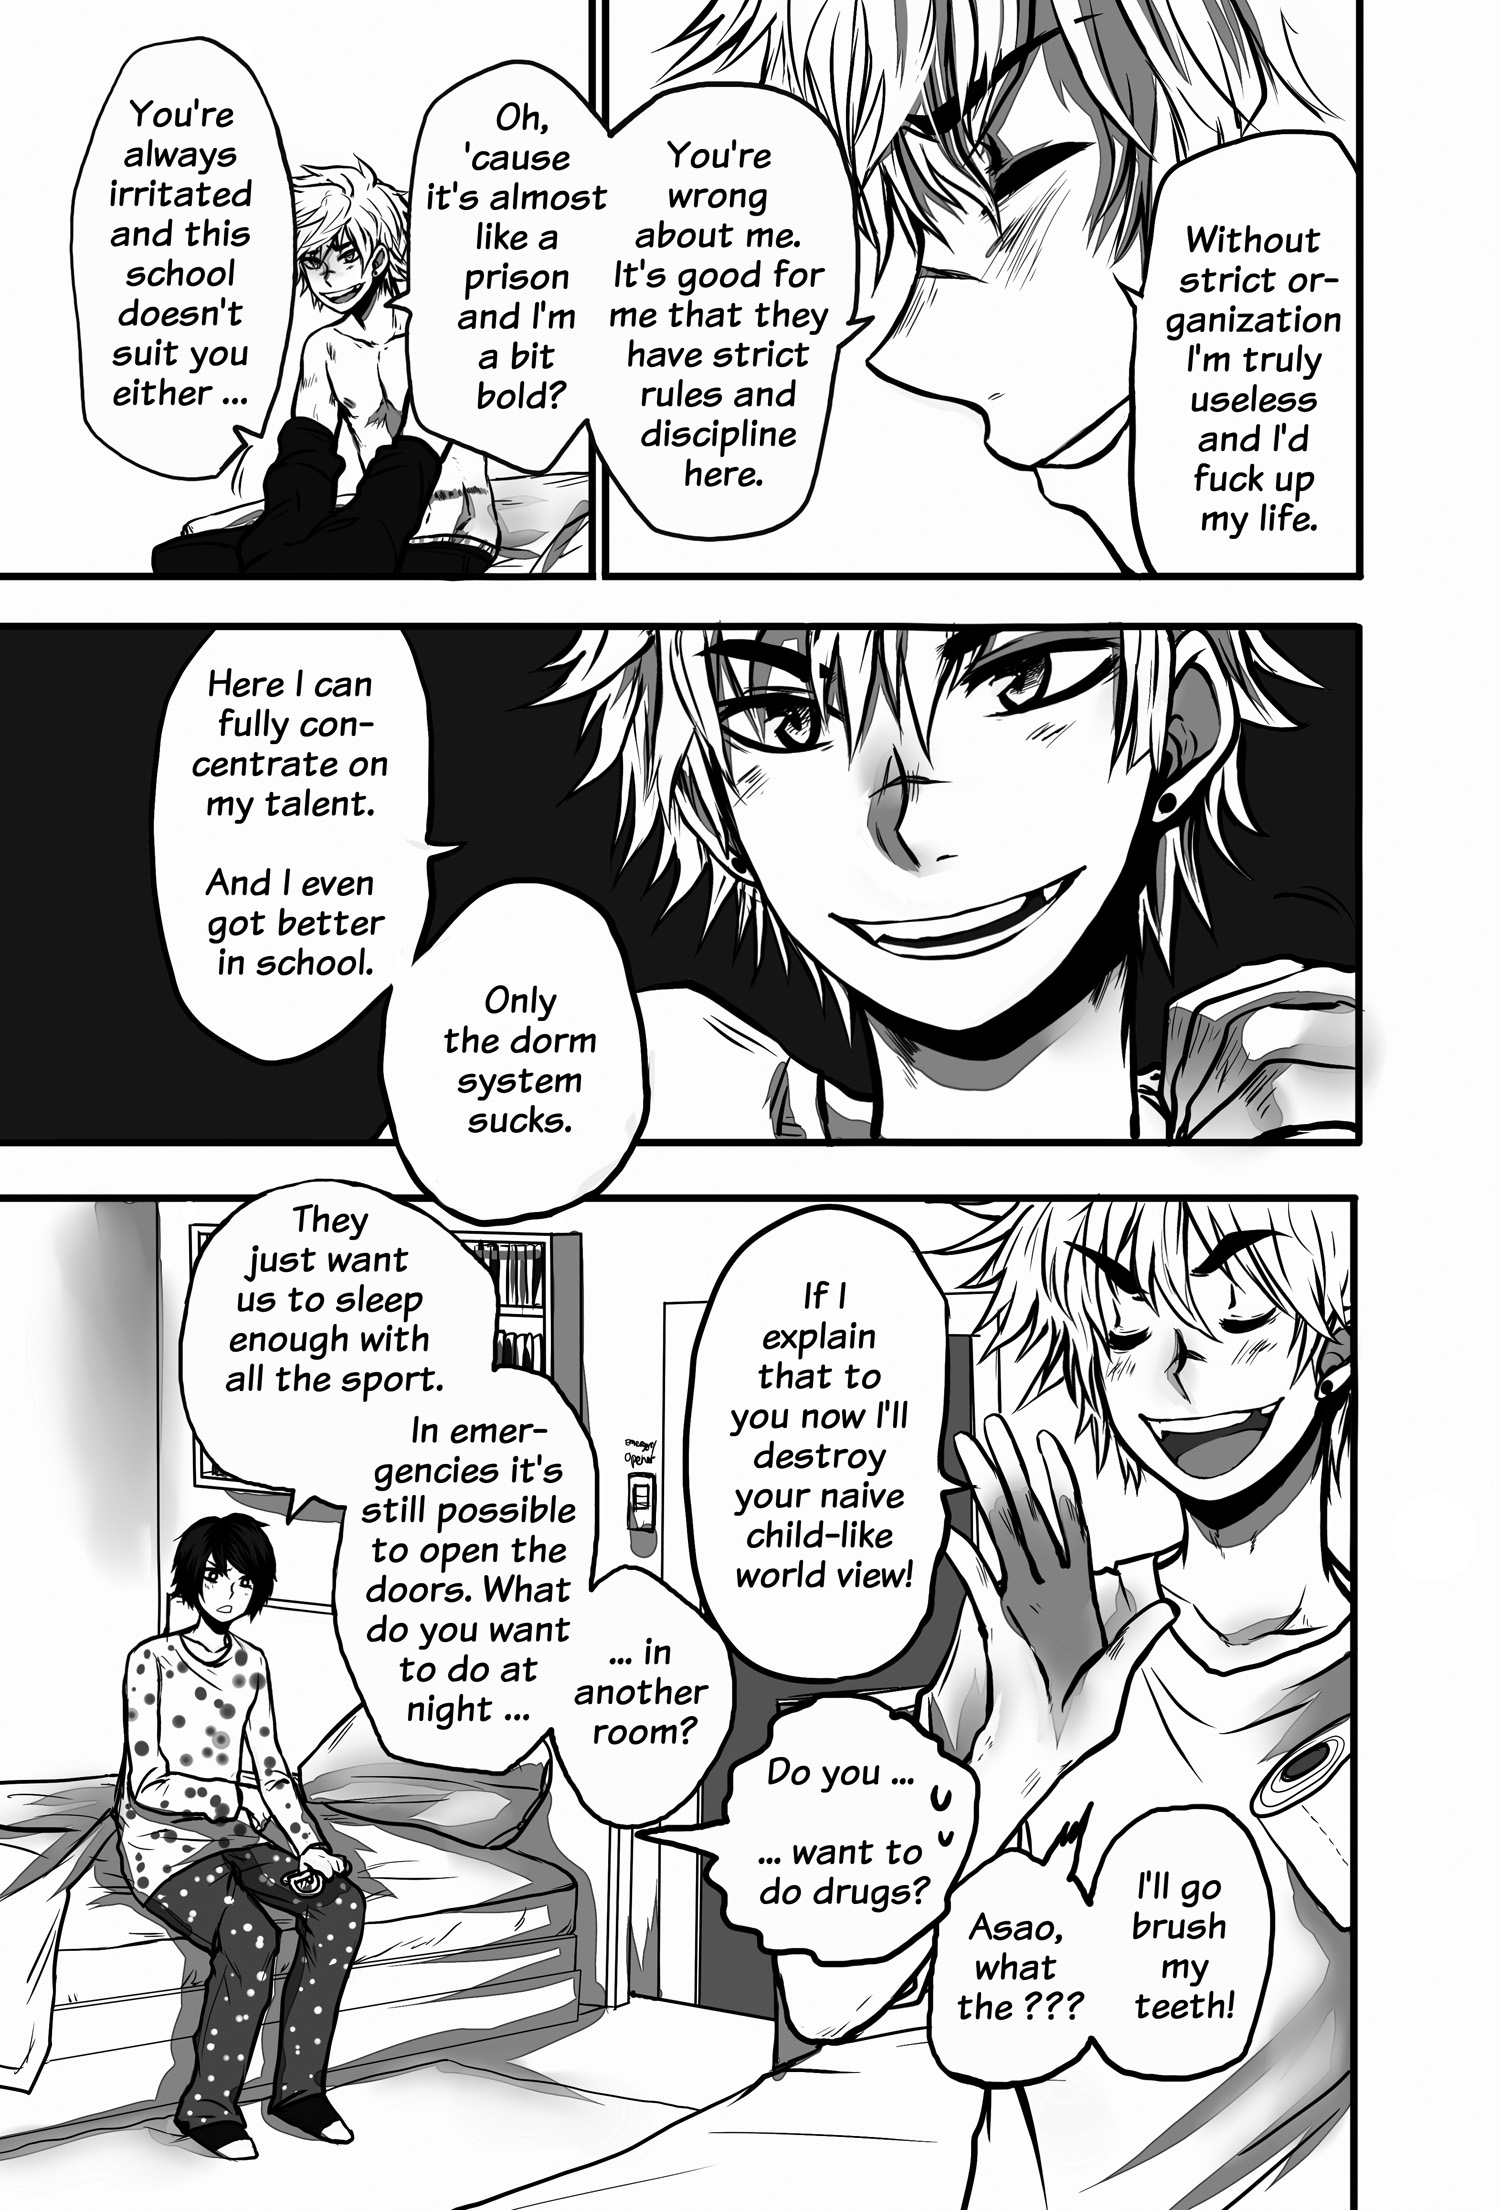 You're
always
irritated
and this
school
doesn't
suit you
either ...
Oh,
'cause
it's almost
like a
prison
and I'm
a bit
bold?
You're
wrong
about me.
It's good for
me that they
have strict
rules and
discipline
here.
Without
strict or-
ganization
I'm truly
useless
and I'd
fuck up
my life.
Here I can
fully con-
centrate on
my talent.
And I even
got better
in school.
Only
the dorm
system
sucks.
They
just want
us to sleep
enough with
all the sport.
In emer-
gencies it's
still possible
to open the
doors. What
do you want
to do at
night ...
... in
another
room?
emergency
Opener
If I
explain
that to
you now I'll
destroy
your naive
child-like
world view!
Do you ...
... want to
do drugs?
Asao,
what
the ???
I'll go
brush
my
teeth!